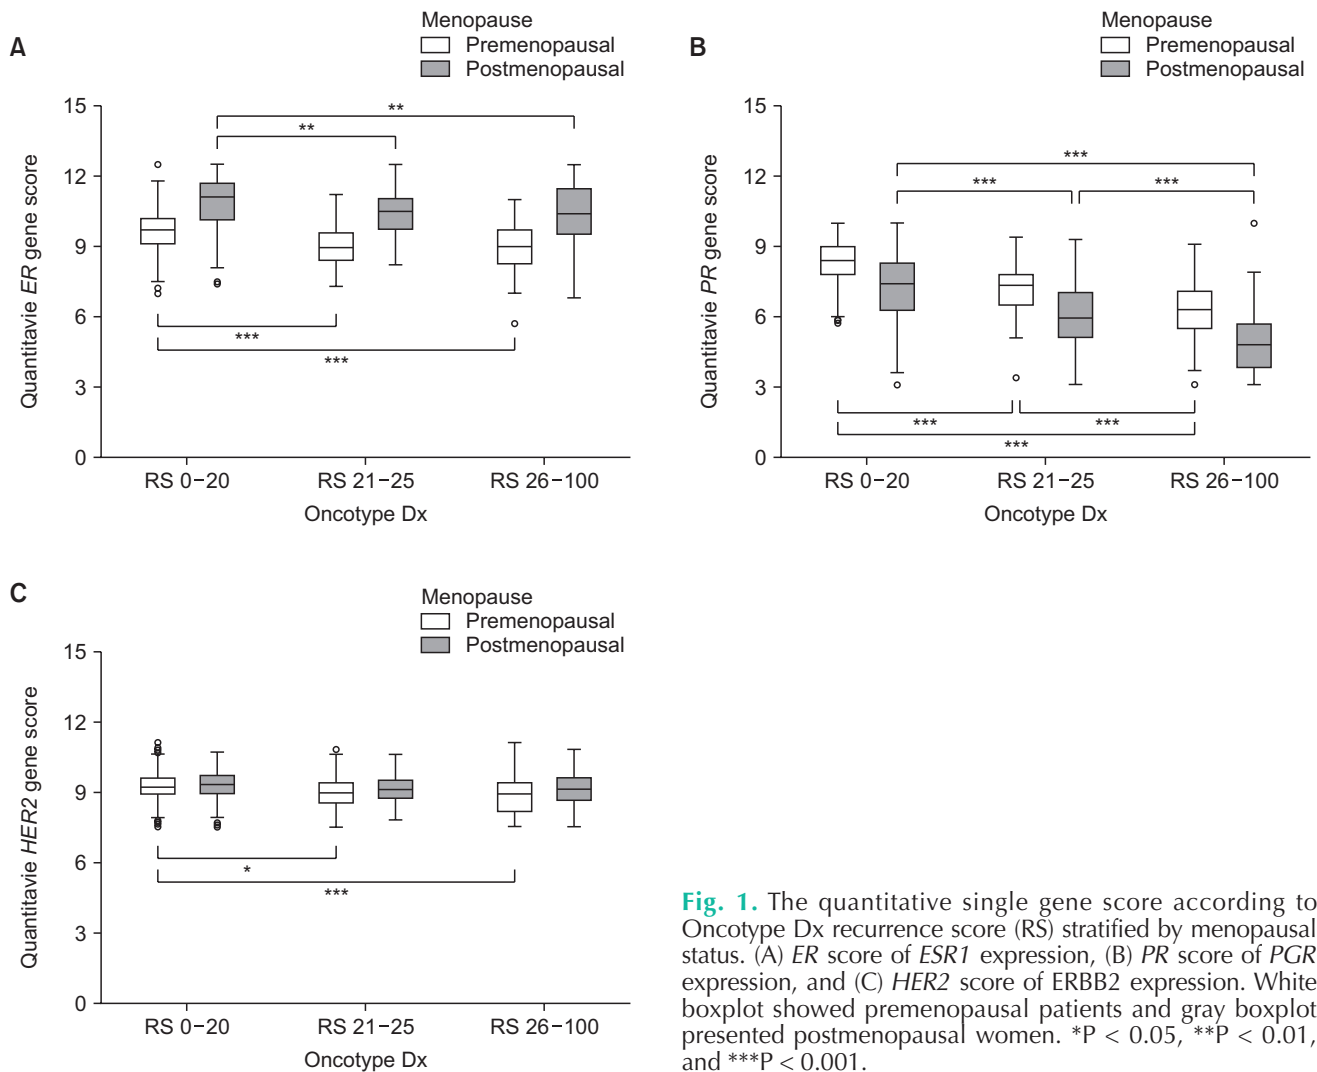 A
Menopause
Premenopausal
Postmenopausal
Quantitavie ER gene score
15
12
9
6
3
0
**
**
***
***
RS 0−20
RS 21−25
RS 26−100
Oncotype Dx
B
Menopause
Premenopausal
Postmenopausal
Quantitavie PR gene score
15
12
9
6
3
0
***
***
***
***
***
***
RS 0−20
RS 21−25
RS 26−100
Oncotype Dx
C
Menopause
Premenopausal
Postmenopausal
Quantitavie HER2 gene score
15
12
9
6
3
0
*
***
RS 0−20
RS 21−25
RS 26−100
Oncotype Dx
Fig. 1. The quantitative single gene score according to
Oncotype Dx recurrence score (RS) stratified by menopausal
status. (A) ER score of ESR1 expression, (B) PR score of PGR
expression, and (C) HER2 score of ERBB2 expression. White
boxplot showed premenopausal patients and gray boxplot
presented postmenopausal women. *P < 0.05, **P < 0.01,
and ***P < 0.001.